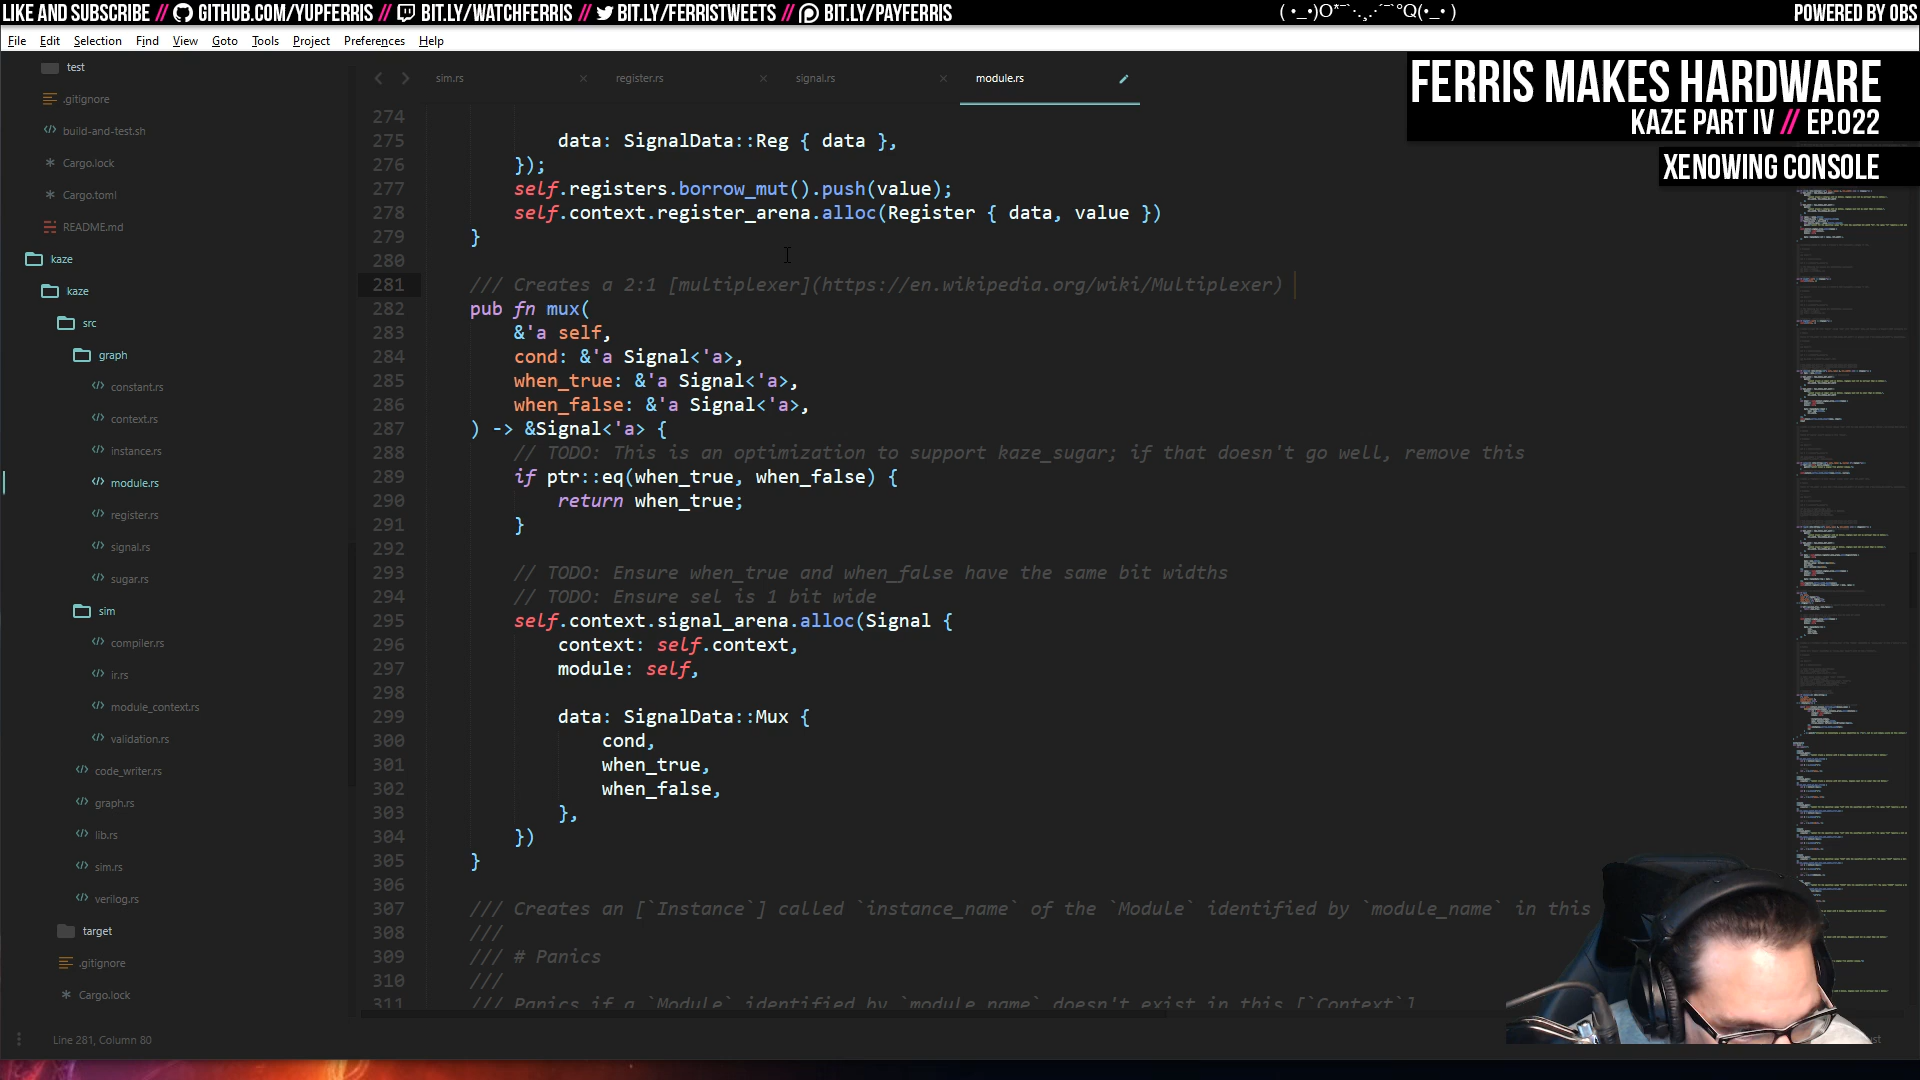 LIKE AND SUBSCRIBE // GITHUB.COM/YUPFERRIS // BIT.LY/WATCHFERRIS // BIT.LY/FERRISTWEETS // BIT.LY/PAYFERRIS
POWERED BY OBS
File Edit Selection Find View Goto Tools Project Preferences Help
FERRIS MAKES HARDWARE
KAZE PART IV // EP.022
XENOWING CONSOLE
test
.gitignore
build-and-test.sh
Cargo.lock
Cargo.toml
README.md
kaze
kaze
src
graph
constant.rs
context.rs
instance.rs
module.rs
register.rs
signal.rs
sugar.rs
sim
compiler.rs
ir.rs
module_context.rs
validation.rs
code_writer.rs
graph.rs
lib.rs
sim.rs
verilog.rs
target
.gitignore
Cargo.lock
sim.rs register.rs signal.rs module.rs
274
275 data: SignalData::Reg { data },
276 });
277 self.registers.borrow_mut().push(value);
278 self.context.register_arena.alloc(Register { data, value })
279 }
280
281 /// Creates a 2:1 [multiplexer](https://en.wikipedia.org/wiki/Multiplexer)
282 pub fn mux(
283 &'a self,
284 cond: &'a Signal<'a>,
285 when_true: &'a Signal<'a>,
286 when_false: &'a Signal<'a>,
287 ) -> &Signal<'a> {
288 // TODO: This is an optimization to support kaze_sugar; if that doesn't go well, remove this
289 if ptr::eq(when_true, when_false) {
290 return when_true;
291 }
292
293 // TODO: Ensure when_true and when_false have the same bit widths
294 // TODO: Ensure sel is 1 bit wide
295 self.context.signal_arena.alloc(Signal {
296 context: self.context,
297 module: self,
298
299 data: SignalData::Mux {
300 cond,
301 when_true,
302 when_false,
303 },
304 })
305 }
306
307 /// Creates an [`Instance`] called `instance_name` of the `Module` identified by `module_name` in this
308 ///
309 /// # Panics
310 ///
311 /// Panics if a `Module` identified by `module_name` doesn't exist in this [`Context`]
Line 281, Column 80